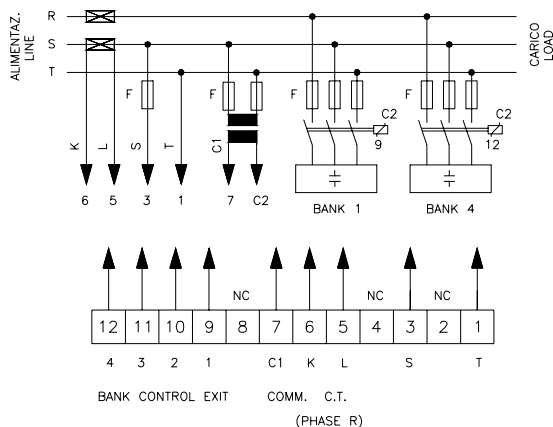 ALIMENTAZ.
LINE
R
S
T
CARICO
LOAD
F
F
F
F
C2
C2
9
12
K
L
S
T
C1
6
5
3
1
7
C2
BANK 1
BANK 4
NC
NC
NC
12
11
10
9
8
7
6
5
4
3
2
1
4
3
2
1
C1
K
L
S
T
BANK CONTROL EXIT
COMM.
C.T.
(PHASE R)